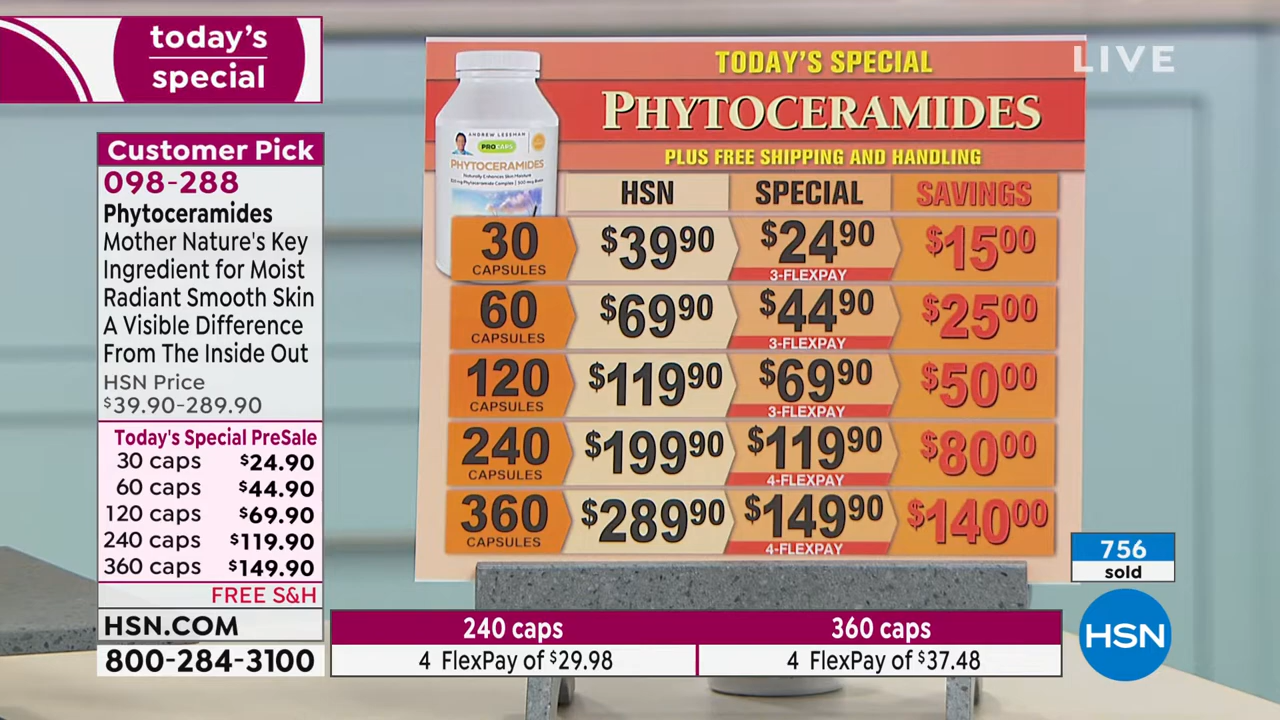 today's
special
Customer Pick
098-288
Phytoceramides
Mother Nature's Key
Ingredient for Moist
Radiant Smooth Skin
A Visible Difference
From The Inside Out
HSN Price
$39.90-289.90
Today's Special PreSale
30 caps $24.90
60 caps $44.90
120 caps $69.90
240 caps $119.90
360 caps $149.90
FREE S&H
HSN.COM
800-284-3100
LIVE
TODAY'S SPECIAL
PHYTOCERAMIDES
PLUS FREE SHIPPING AND HANDLING
ANDREW LESSMAN
PROCAPS
PHYTOCERAMIDES
Naturally Enhances Skin Moisture
HSN SPECIAL SAVINGS
30 CAPSULES $39.90 $24.90 3-FLEXPAY $15.00
60 CAPSULES $69.90 $44.90 3-FLEXPAY $25.00
120 CAPSULES $119.90 $69.90 3-FLEXPAY $50.00
240 CAPSULES $199.90 $119.90 4-FLEXPAY $80.00
360 CAPSULES $289.90 $149.90 4-FLEXPAY $140.00
756
sold
240 caps 360 caps
4 FlexPay of $29.98 4 FlexPay of $37.48
HSN